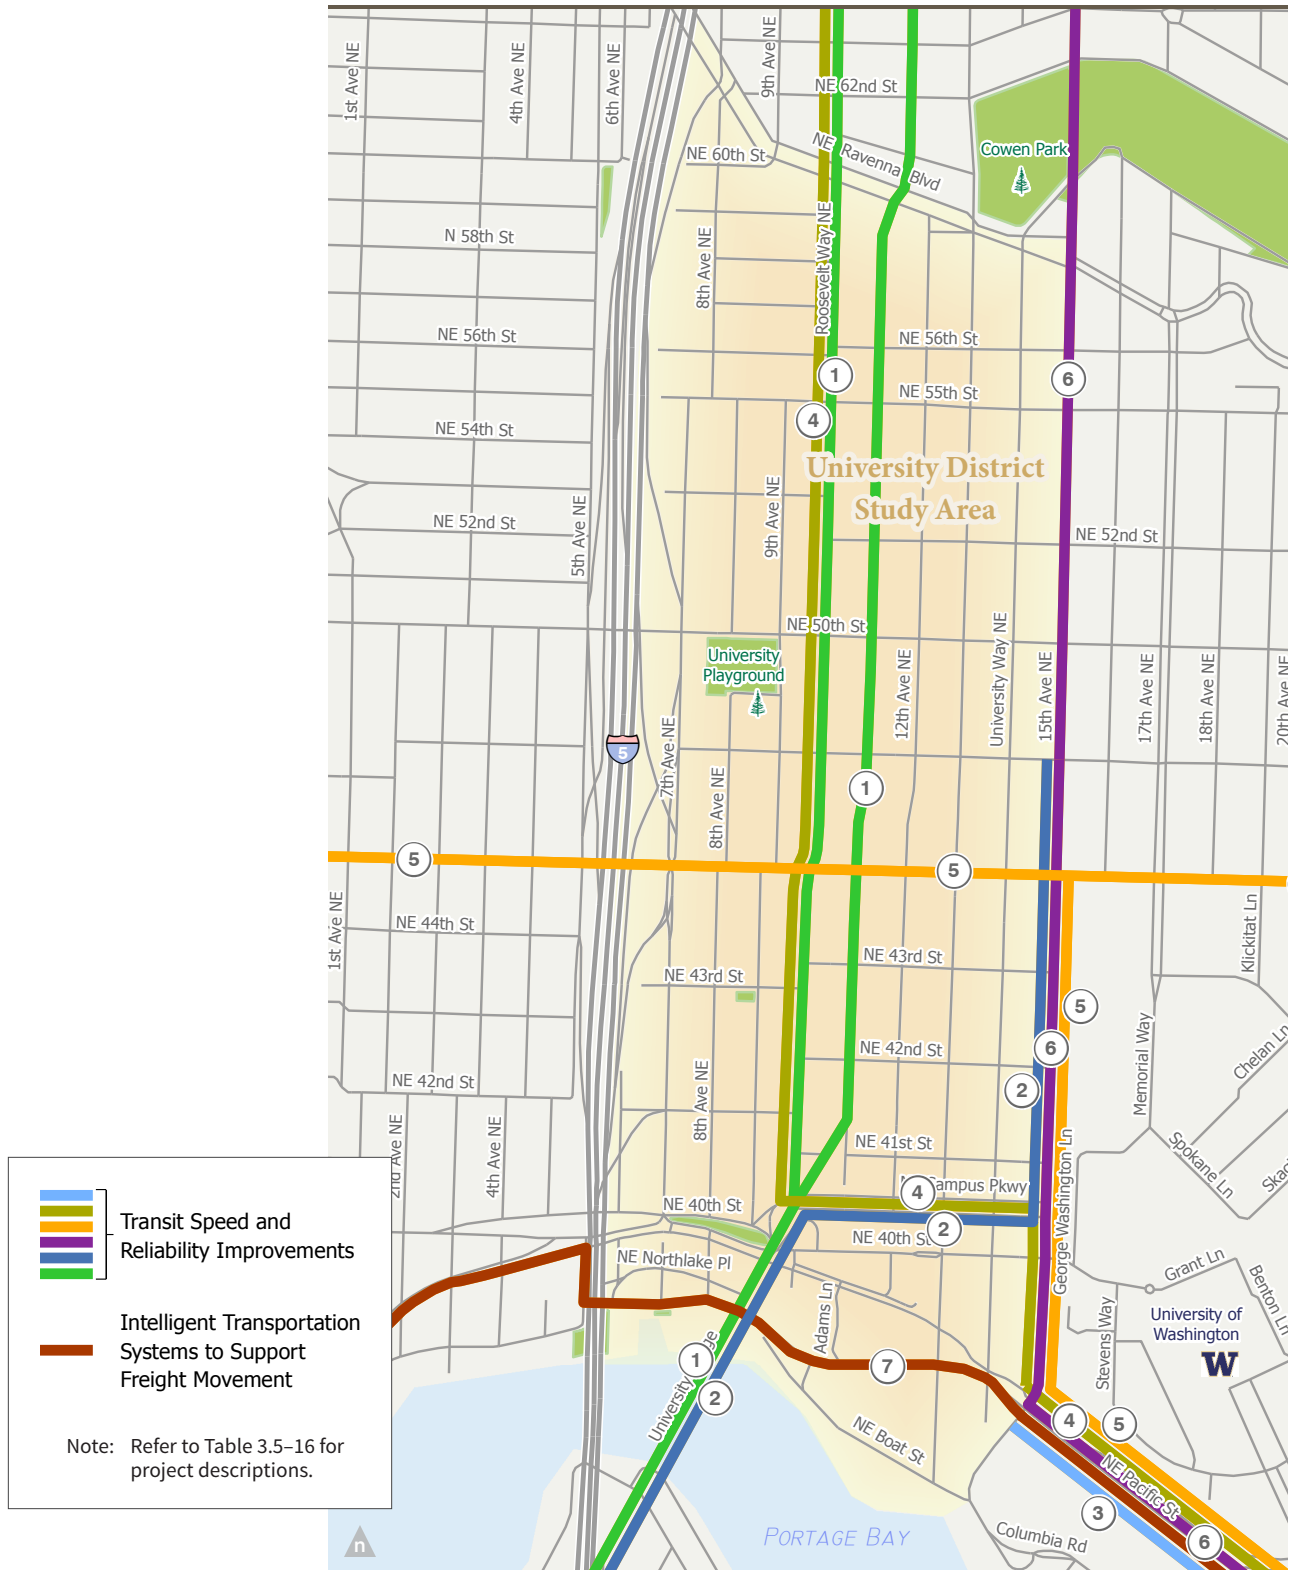 1st Ave NE
4th Ave NE
6th Ave NE
9th Ave NE
NE 62nd St
NE Ravenna Blvd
Cowen Park
NE 60th St
N 58th St
8th Ave NE
Roosevelt Way NE
NE 56th St
NE 56th St
1
6
NE 55th St
4
NE 54th St
University District
Study Area
9th Ave NE
5th Ave NE
NE 52nd St
NE 52nd St
NE 50th St
University
Playground
12th Ave NE
University Way NE
15th Ave NE
17th Ave NE
18th Ave NE
20th Ave NE
5
7th Ave NE
8th Ave NE
1
5
5
1st Ave NE
NE 44th St
NE 43rd St
NE 43rd St
Klickitat Ln
5
6
2
NE 42nd St
NE 42nd St
Memorial Way
Chelan Ln
8th Ave NE
2nd Ave NE
4th Ave NE
NE 41st St
George Washington Ln
Spokane Ln
4
Campus Pkwy
NE 40th St
NE 40th St
2
NE Northlake Pl
Adams Ln
Grant Ln
Benton Ln
Stevens Way
University of
Washington
W
1
University
2
7
NE Boat St
4
5
NE Pacific St
3
6
Columbia Rd
PORTAGE BAY
Transit Speed and
Reliability Improvements
Intelligent Transportation
Systems to Support
Freight Movement
Note: Refer to Table 3.5–16 for
project descriptions.
n